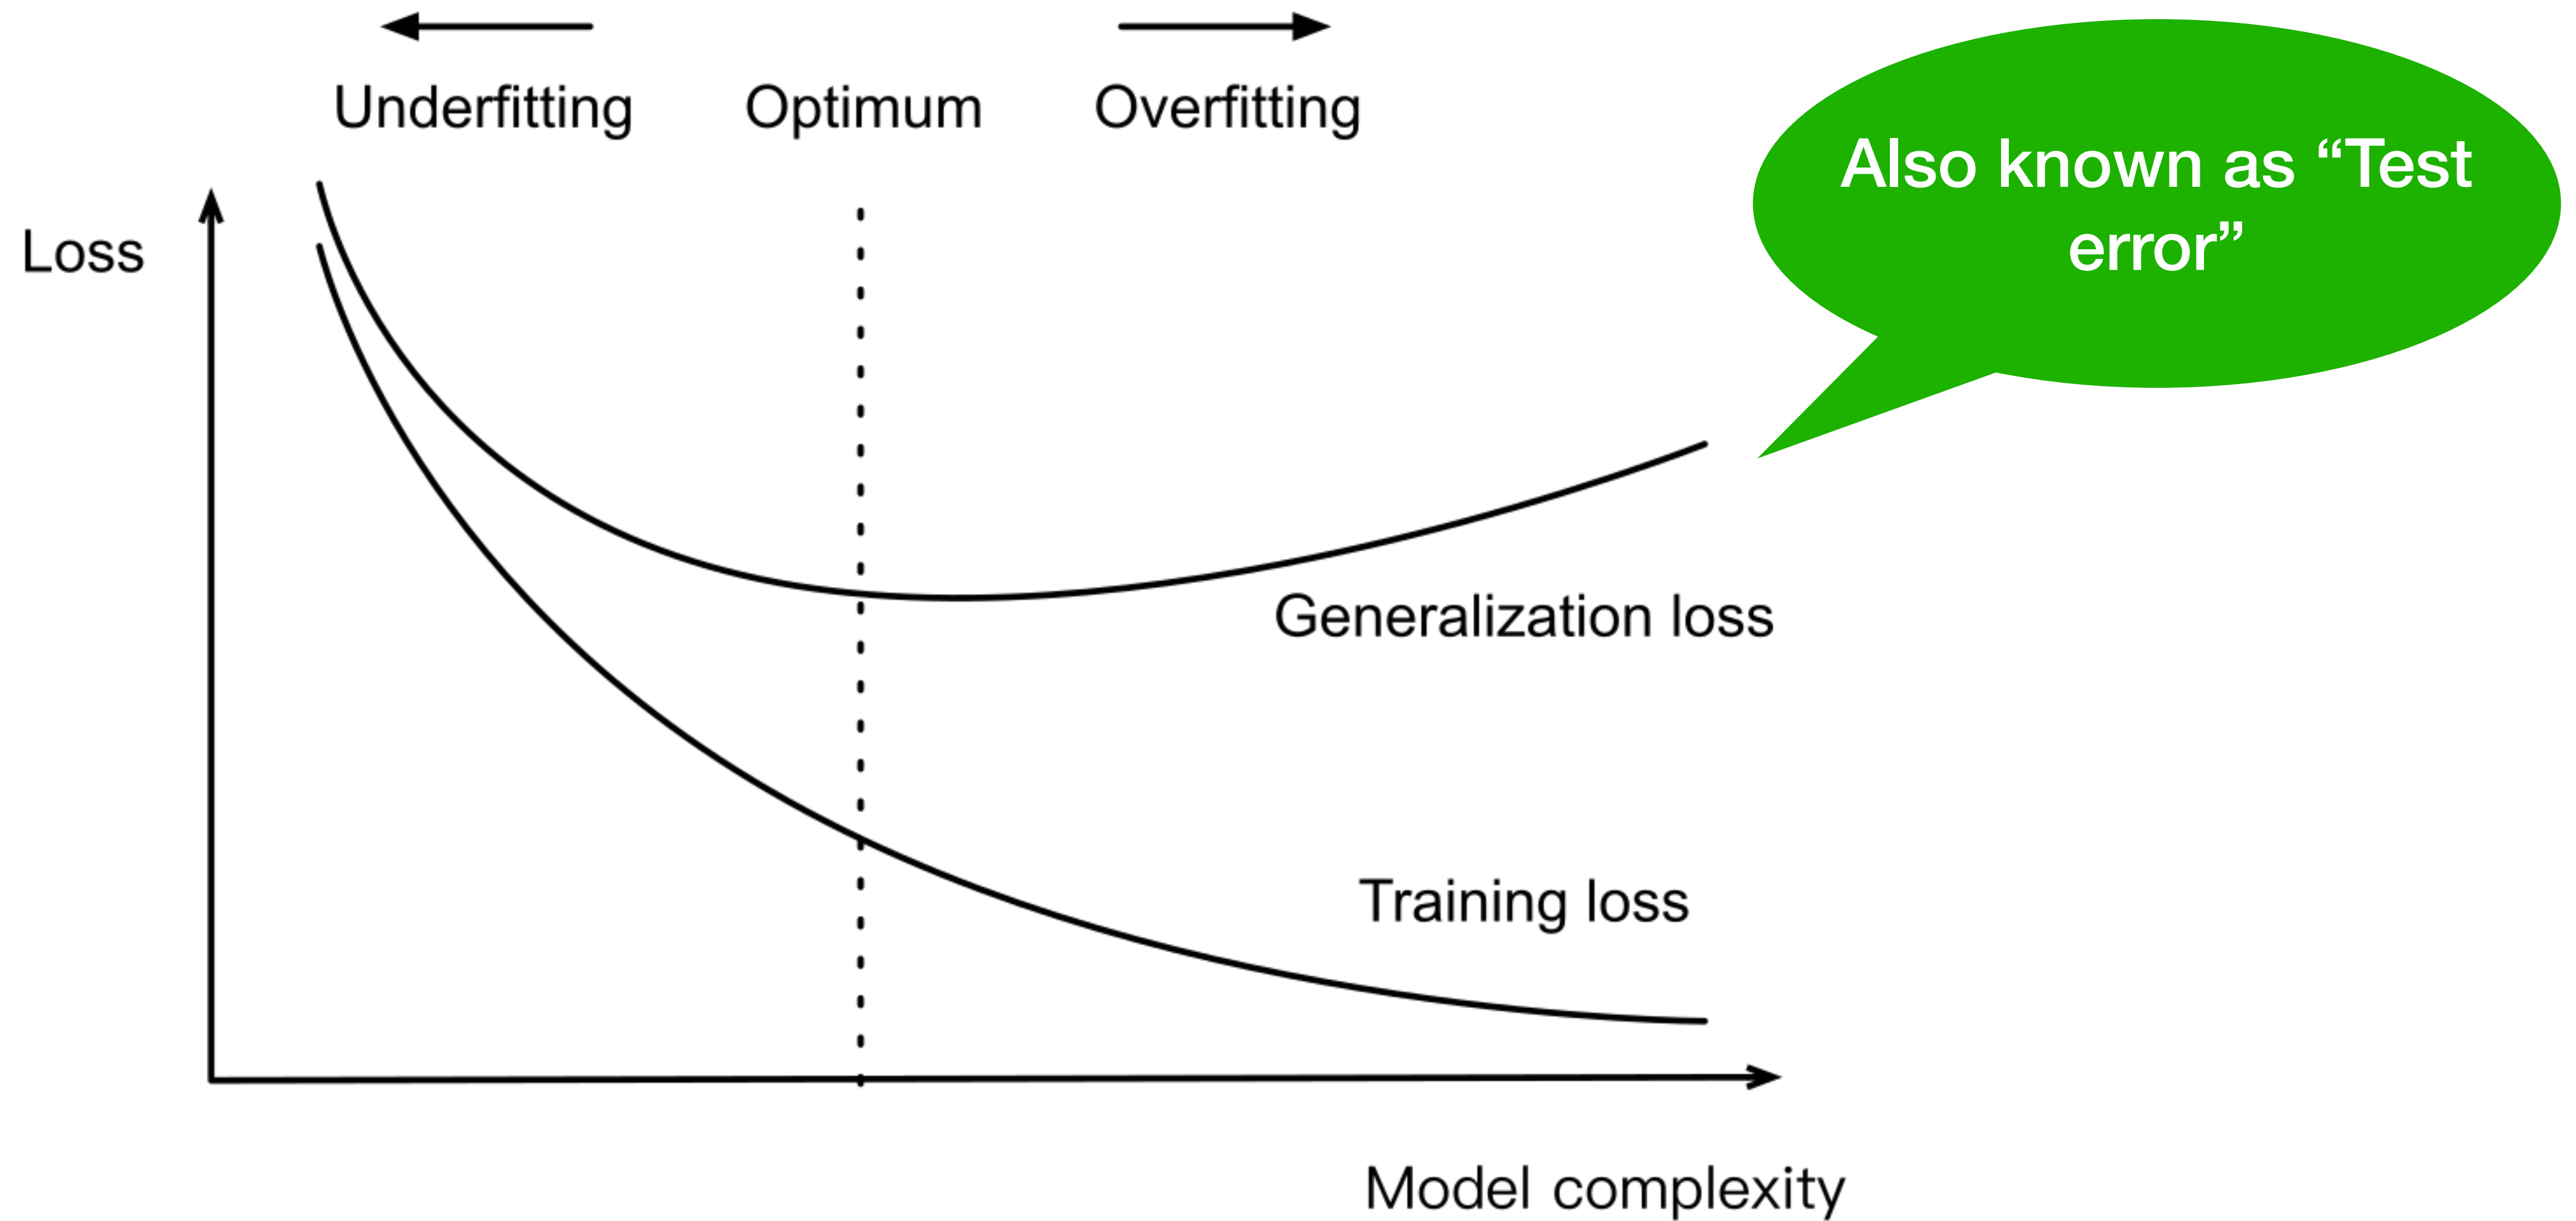 Underfitting
Optimum
Overfitting
Also known as “Test
error”
Loss
Generalization loss
Training loss
Model complexity